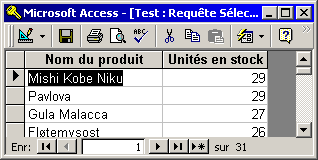 Microsoft Access - [Test : Requête Sélec...
Nom du produit Unités en stock
Mishi Kobe Niku 29
Pavlova 29
Gula Malacca 27
Fløtemysost 26
Enr: 1 sur 31